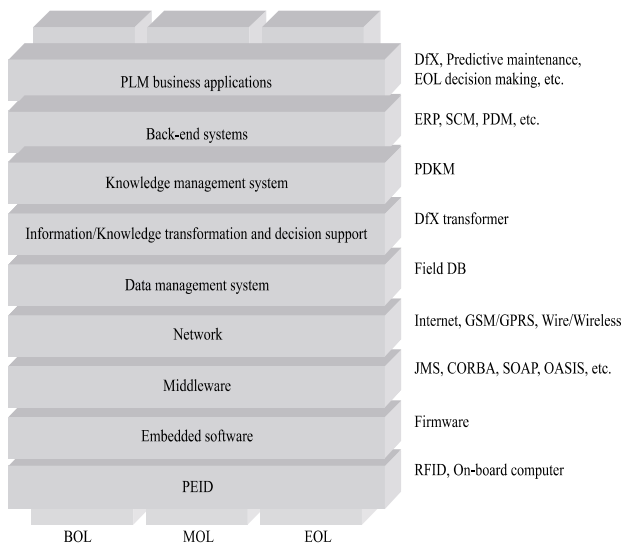 PLM business applications
DfX, Predictive maintenance,
EOL decision making, etc.
Back-end systems
ERP, SCM, PDM, etc.
Knowledge management system
PDKM
Information/Knowledge transformation and decision support
DfX transformer
Data management system
Field DB
Network
Internet, GSM/GPRS, Wire/Wireless
Middleware
JMS, CORBA, SOAP, OASIS, etc.
Embedded software
Firmware
PEID
RFID, On-board computer
BOL
MOL
EOL